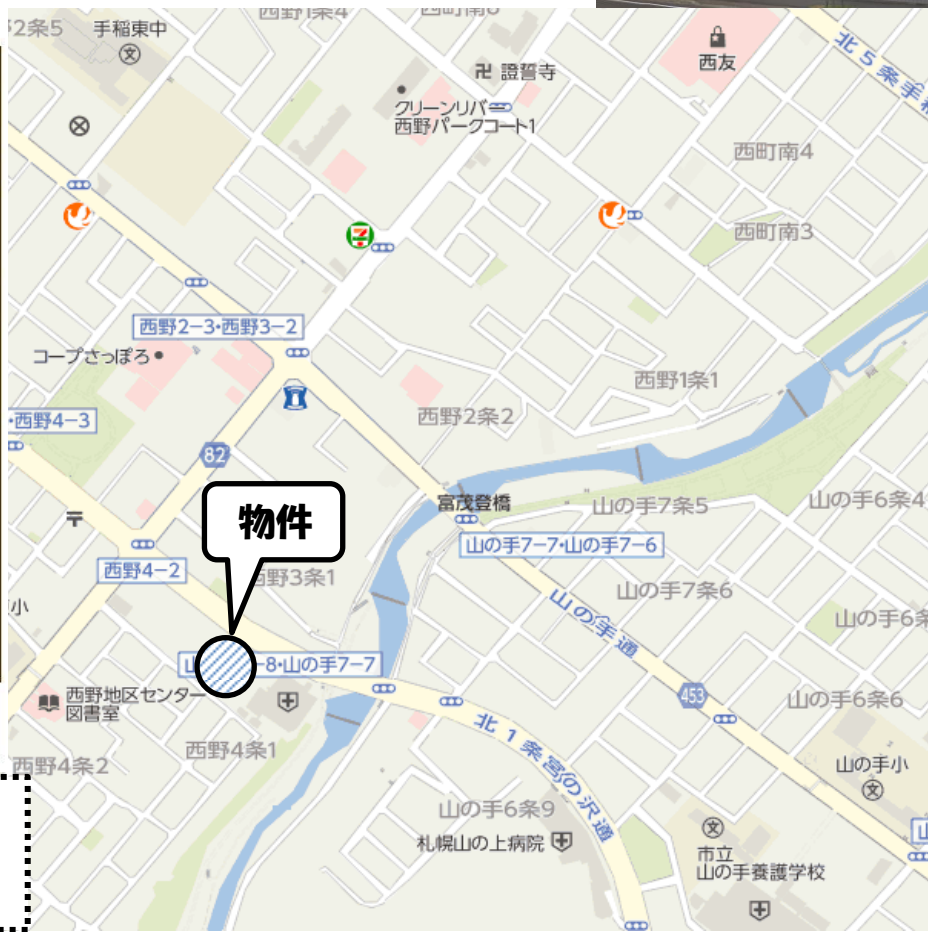 西野1条4
2条5
手稲東中
文
卍 證誓寺
西友
北5条手稲
クリーンリバー
西野パークコート1
西町南4
西町南3
西野2-3・西野3-2
コープさっぽろ
西野1条1
西野2条2
・西野4-3
82
富茂登橋
山の手7条5
山の手6条4
物件
山の手7-7・山の手7-6
西野4-2
西野3条1
山の手7条6
山の手通
小
山の手6条
-8・山の手7-7
西野地区センター
図書室
453
山の手6条6
北1条宮の沢通
西野4条1
西野4条2
山の手小
文
山の手6条9
札幌山の上病院
文
市立
山の手養護学校